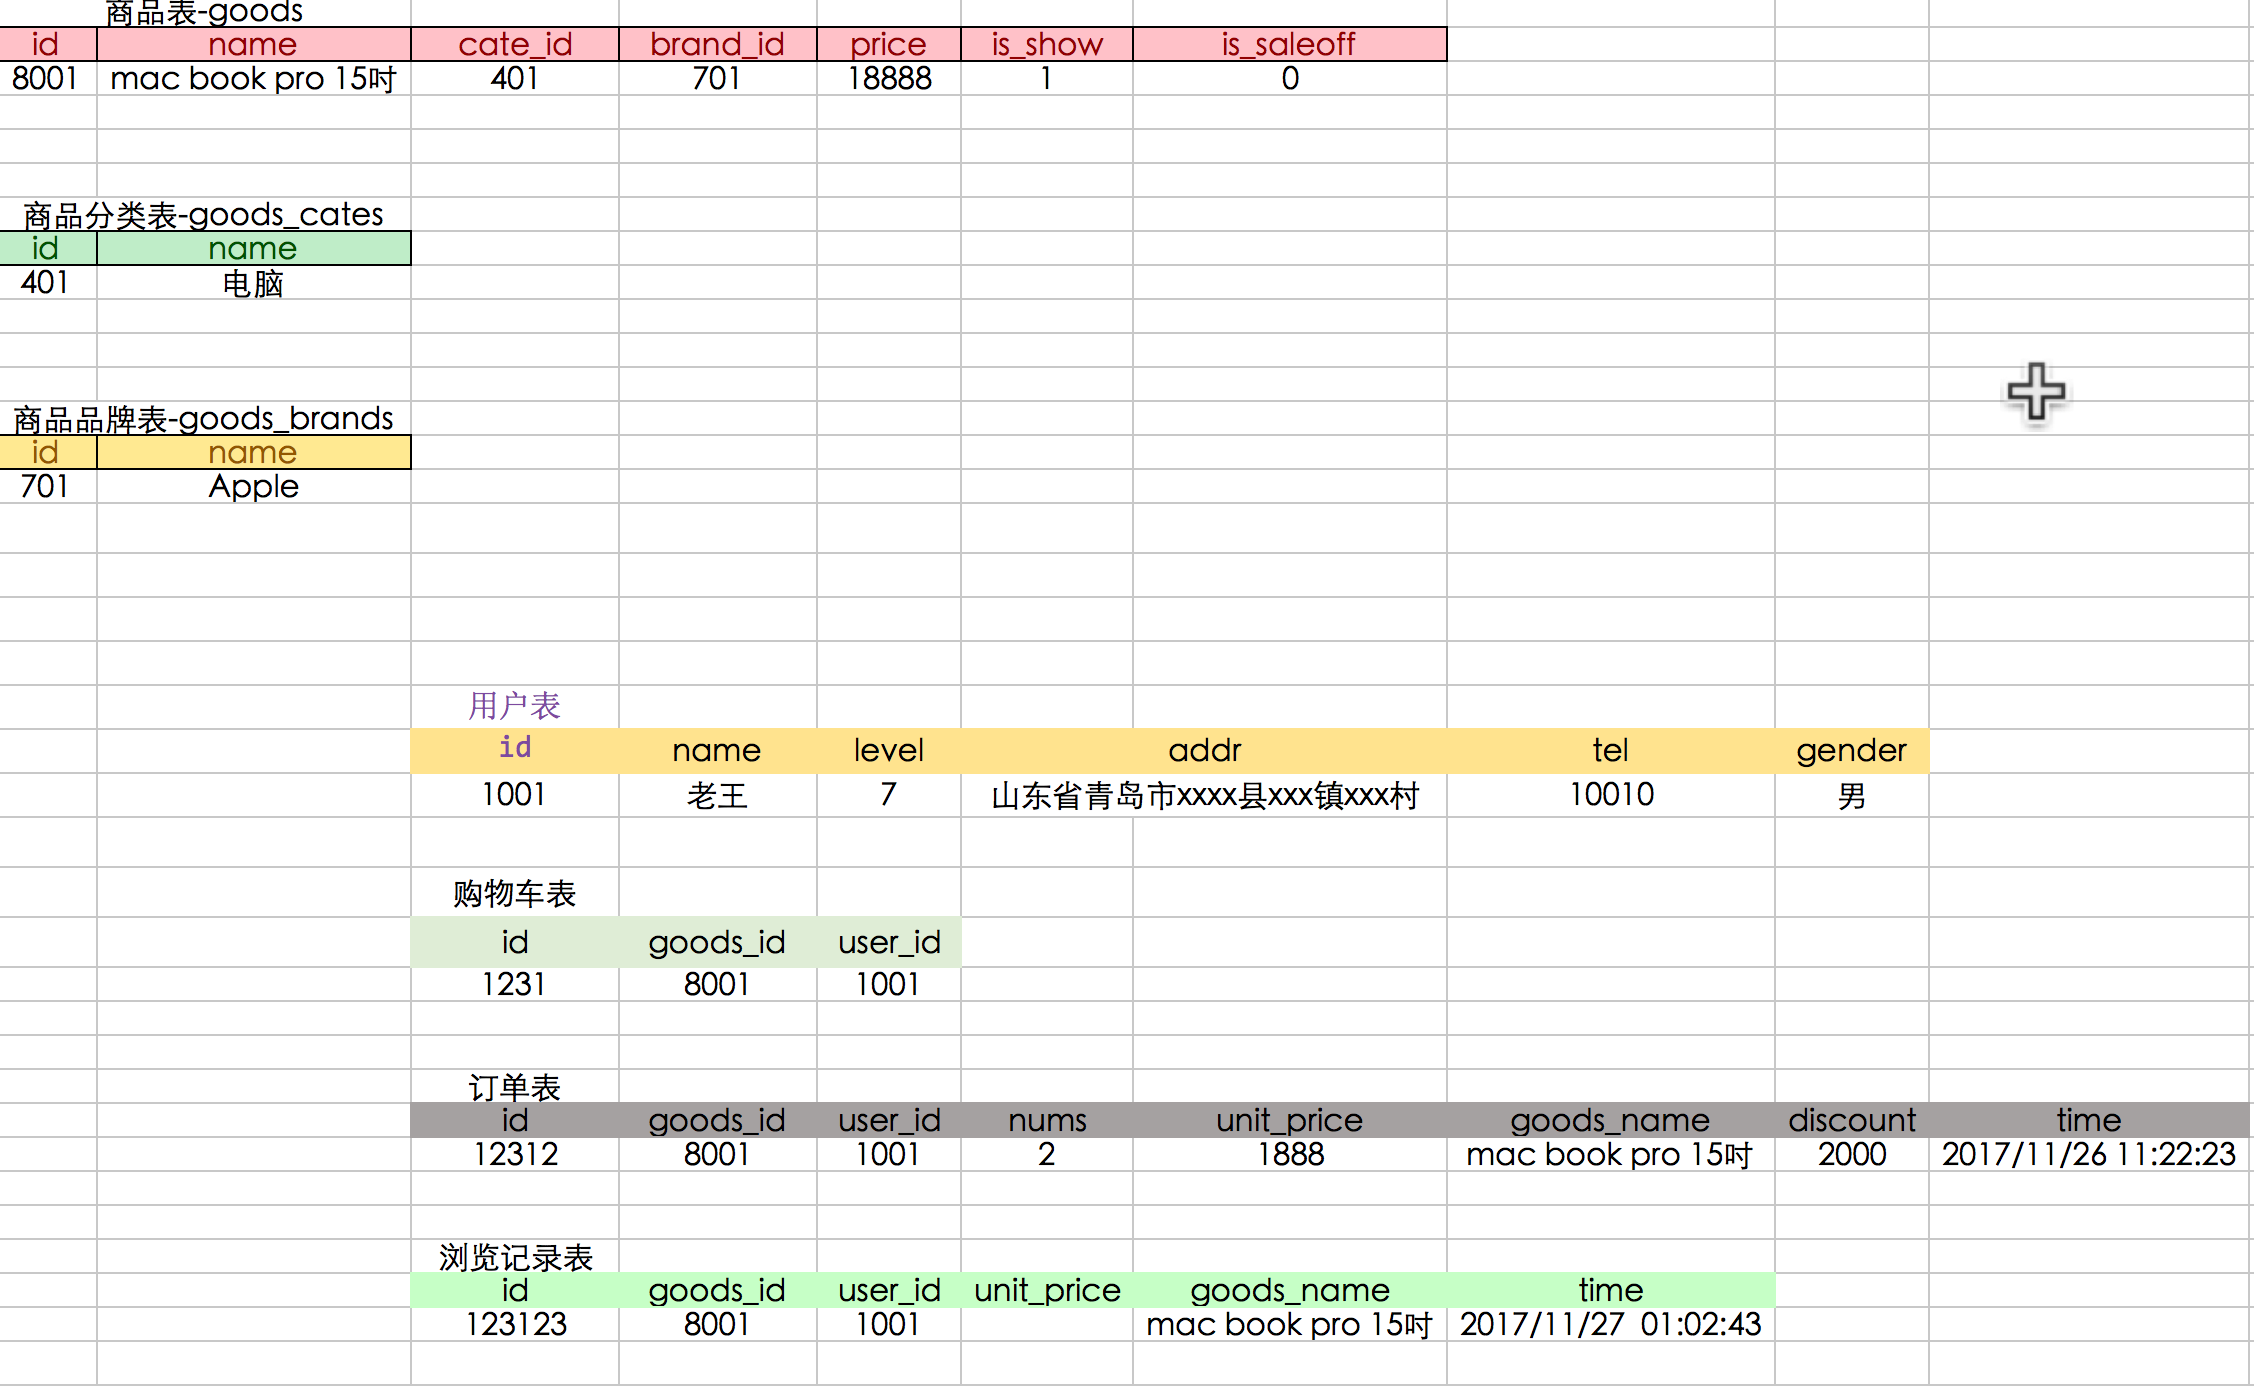 商品表-goods
id name cate_id brand_id price is_show is_saleoff
8001 mac book pro 15吋 401 701 18888 1 0
商品分类表-goods_cates
id name
401 电脑
商品品牌表-goods_brands
id name
701 Apple
用户表
id name level addr tel gender
1001 老王 7 山东省青岛市xxxx县xxx镇xxx村 10010 男
购物车表
id goods_id user_id
1231 8001 1001
订单表
id goods_id user_id nums unit_price goods_name discount time
12312 8001 1001 2 1888 mac book pro 15吋 2000 2017/11/26 11:22:23
浏览记录表
id goods_id user_id unit_price goods_name time
123123 8001 1001 mac book pro 15吋 2017/11/27 01:02:43